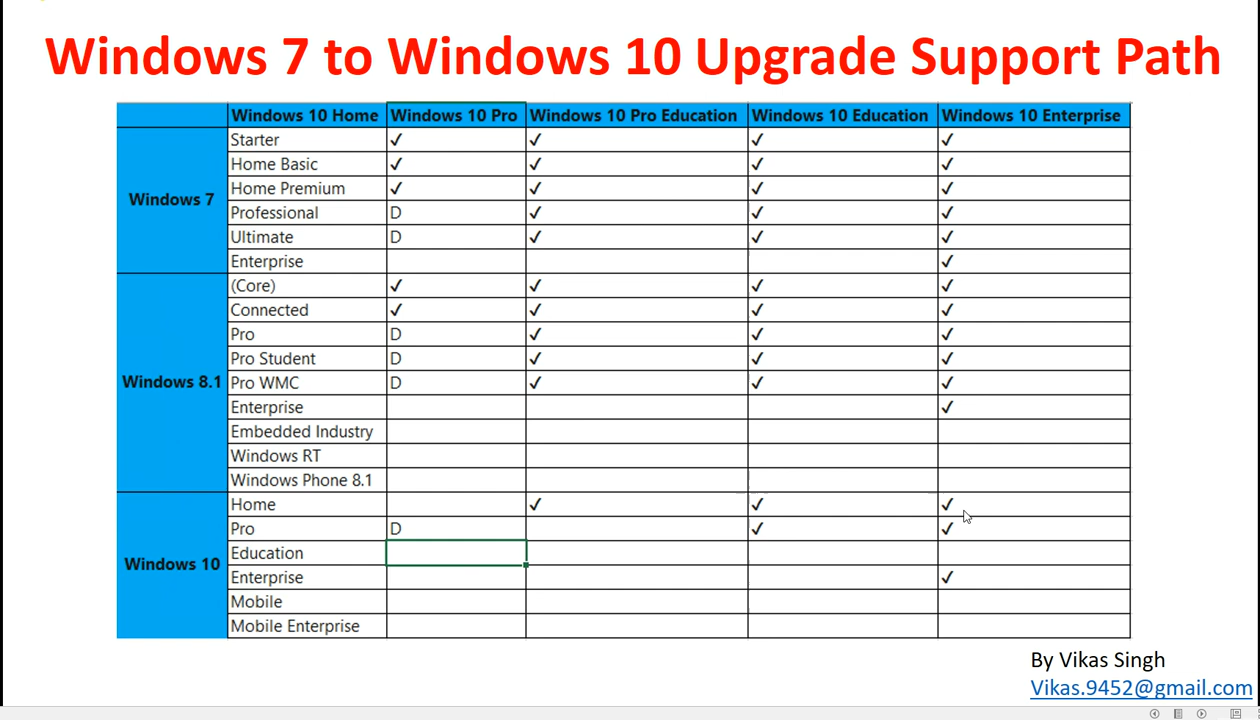 Windows 7 to Windows 10 Upgrade Support Path
Windows 10 Home Windows 10 Pro Windows 10 Pro Education Windows 10 Education Windows 10 Enterprise
Windows 7
Starter ✓ ✓ ✓ ✓
Home Basic ✓ ✓ ✓ ✓
Home Premium ✓ ✓ ✓ ✓
Professional D ✓ ✓ ✓
Ultimate D ✓ ✓ ✓
Enterprise ✓
Windows 8.1
(Core) ✓ ✓ ✓ ✓
Connected ✓ ✓ ✓ ✓
Pro D ✓ ✓ ✓
Pro Student D ✓ ✓ ✓
Pro WMC D ✓ ✓ ✓
Enterprise ✓
Embedded Industry
Windows RT
Windows Phone 8.1
Windows 10
Home ✓ ✓ ✓
Pro D ✓ ✓
Education
Enterprise ✓
Mobile
Mobile Enterprise
By Vikas Singh
Vikas.9452@gmail.com